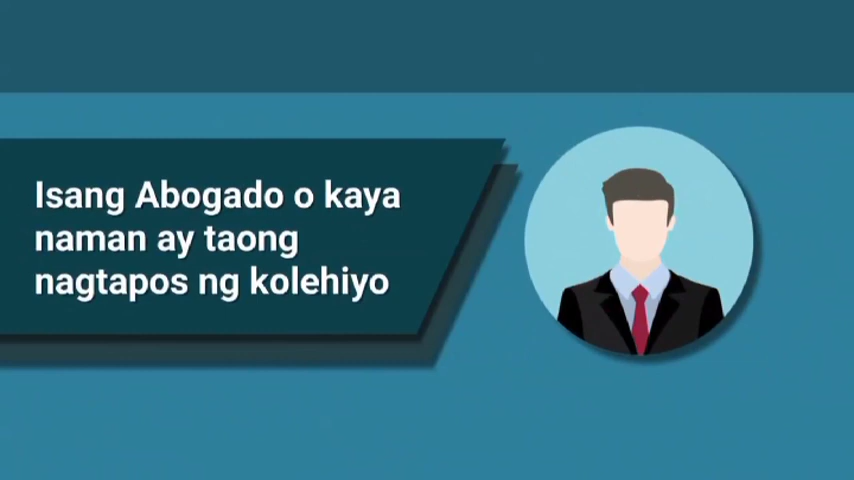 Isang Abogado o kaya
naman ay taong
nagtapos ng kolehiyo